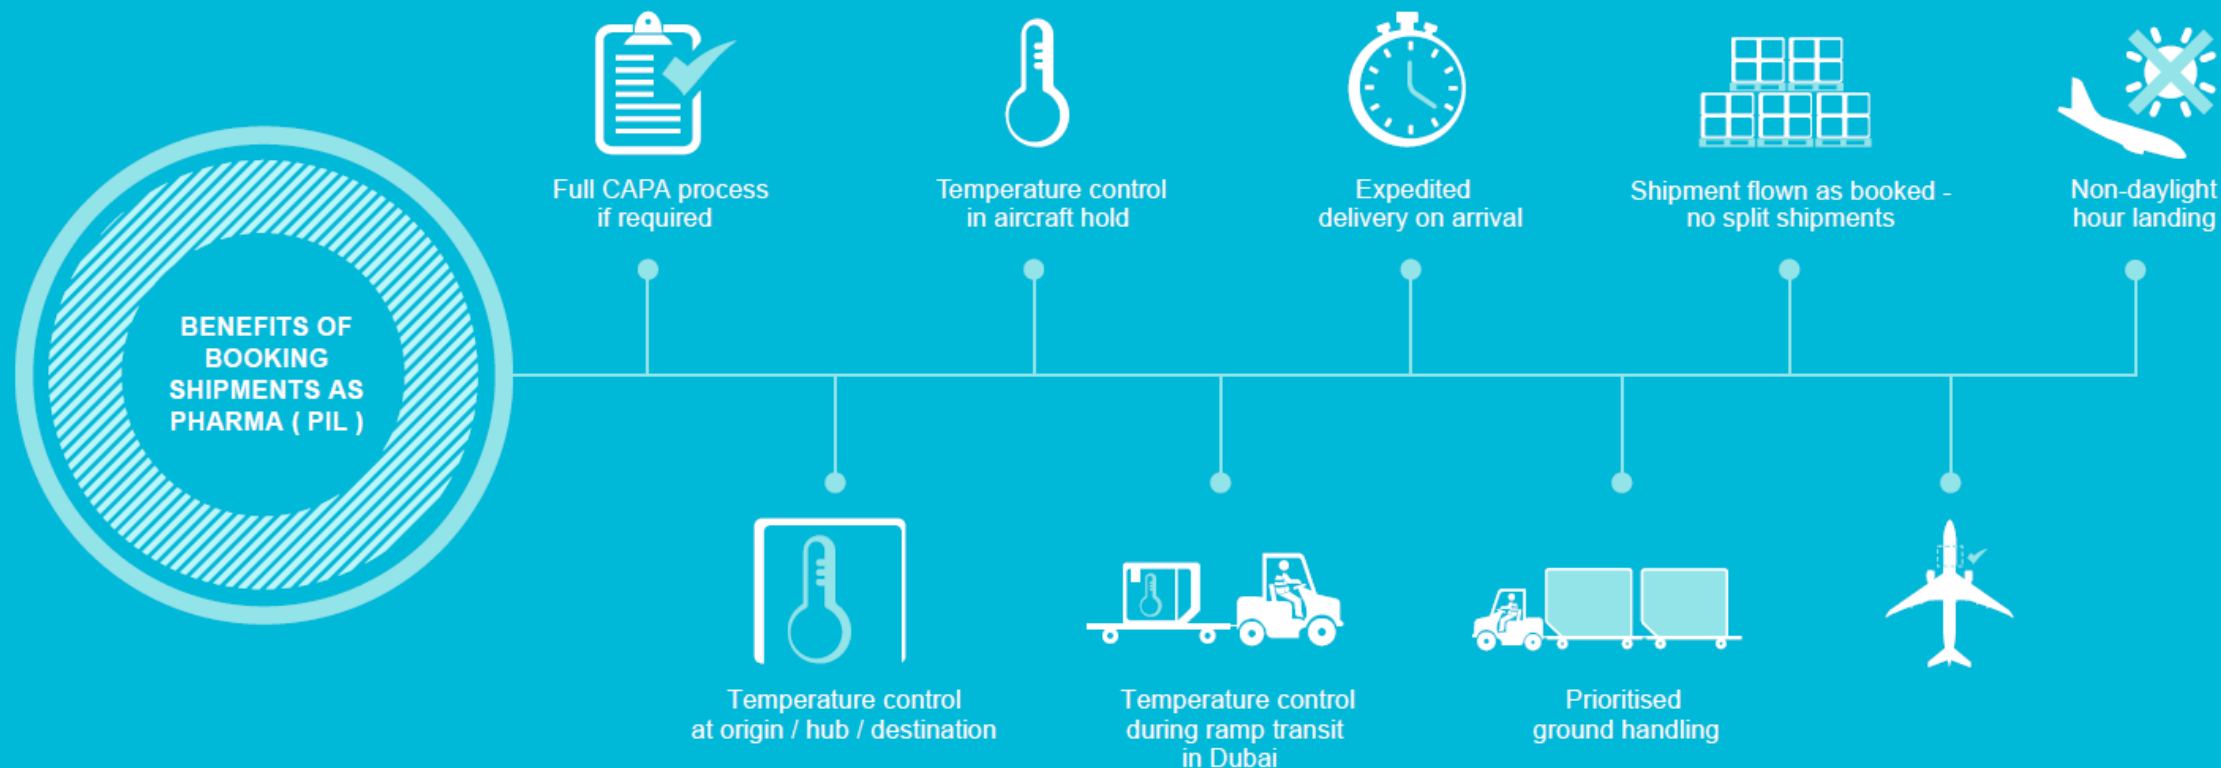 BENEFITS OF
BOOKING
SHIPMENTS AS
PHARMA ( PIL )
Full CAPA process
if required
Temperature control
in aircraft hold
Expedited
delivery on arrival
Shipment flown as booked -
no split shipments
Non-daylight
hour landing
Temperature control
at origin / hub / destination
Temperature control
during ramp transit
in Dubai
Prioritised
ground handling